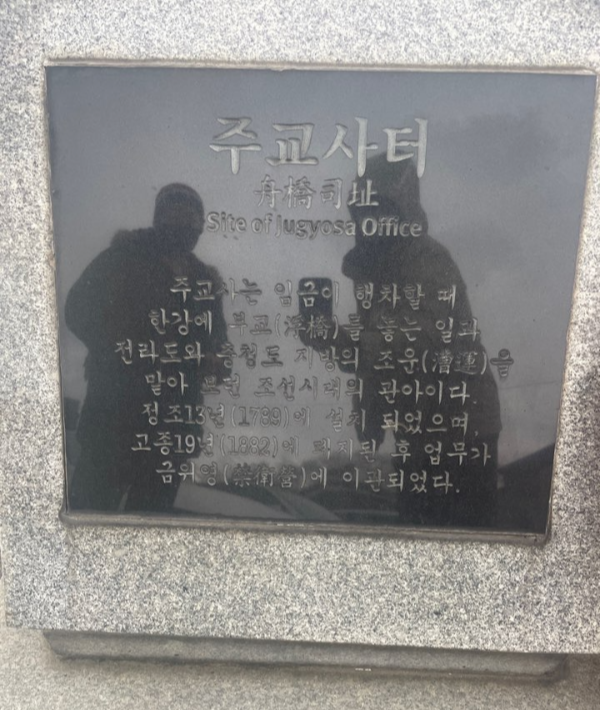 주교사터
舟橋司址
Site of Jugyosa Office
주교사는 임금이 행차할 때
한강에 부교(浮橋)를 놓는 일과
전라도와 충청도 지방의 조운(漕運)을
맡아 보던 조선시대의 관아이다.
정조13년(1789)에 설치 되었으며,
고종19년(1882)에 폐지된 후 업무가
금위영(禁衛營)에 이관되었다.